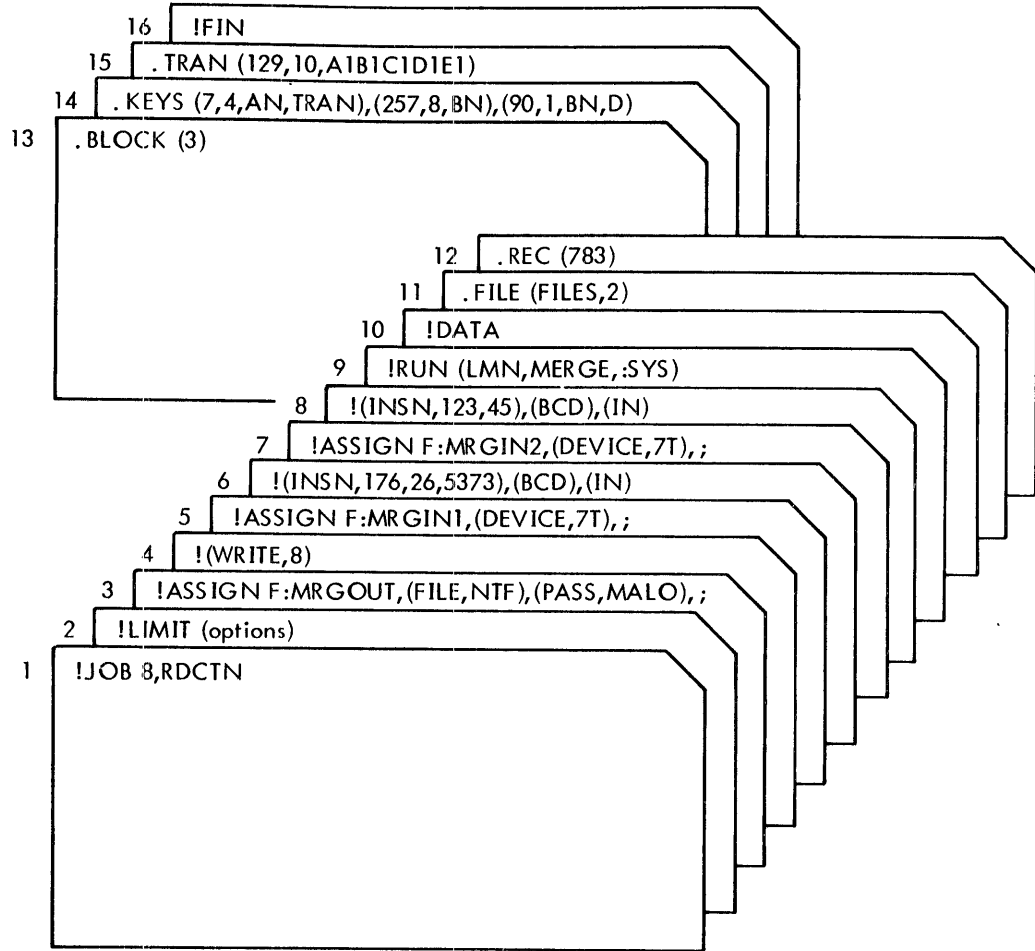 16 !FIN
15 .TRAN (129,10,A1B1C1D1E1)
14 .KEYS (7,4,AN,TRAN),(257,8,BN),(90,1,BN,D)
13 .BLOCK (3)
12 .REC (783)
11 .FILE (FILES,2)
10 !DATA
9 !RUN (LMN,MERGE,:SYS)
8 !(INSN,123,45),(BCD),(IN)
7 !ASSIGN F:MRGIN2,(DEVICE,7T),;
6 !(INSN,176,26,5373),(BCD),(IN)
5 !ASSIGN F:MRGIN1,(DEVICE,7T),;
4 !(WRITE,8)
3 !ASSIGN F:MRGOUT,(FILE,NTF),(PASS,MALO),;
2 !LIMIT (options)
1 !JOB 8,RDCTN